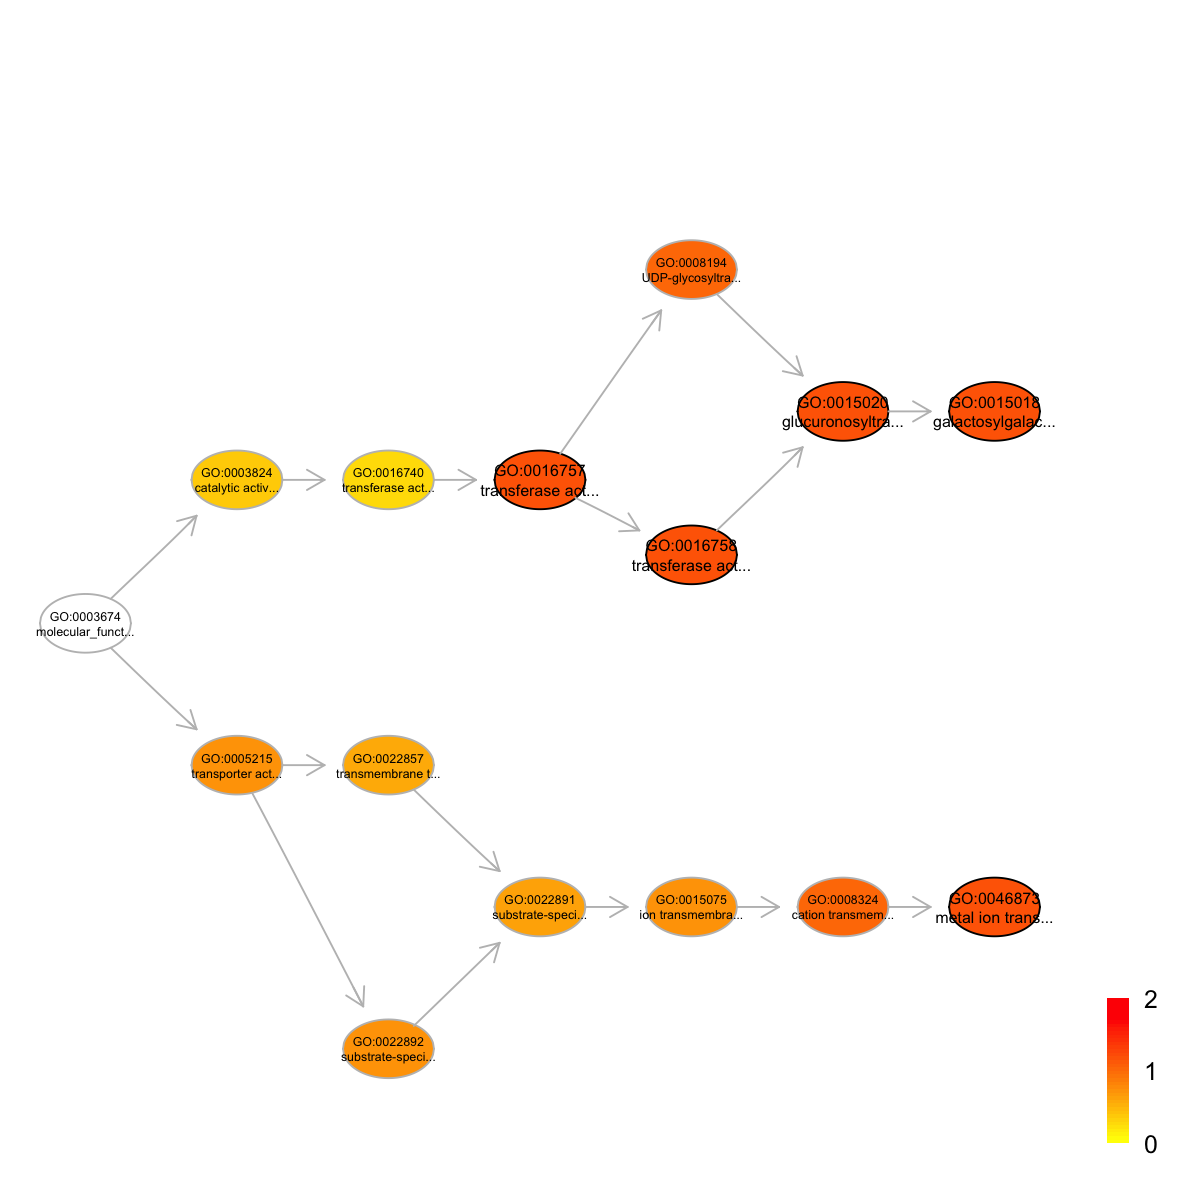 GO:0008194
UDP-glycosyltra...
GO:0015020
glucuronosyltra...
GO:0015018
galactosylgalac...
GO:0003824
catalytic activ...
GO:0016740
transferase act...
GO:0016757
transferase act...
GO:0016758
transferase act...
GO:0003674
molecular_funct...
GO:0005215
transporter act...
GO:0022857
transmembrane t...
GO:0022891
substrate-speci...
GO:0015075
ion transmembra...
GO:0008324
cation transmem...
GO:0046873
metal ion trans...
GO:0022892
substrate-speci...
2
1
0